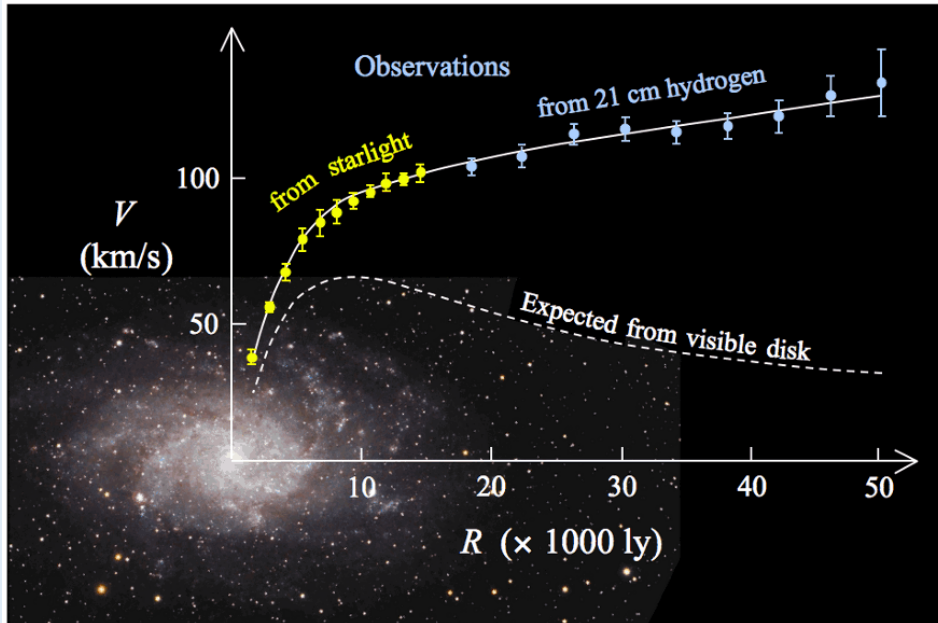 Observations
from 21 cm hydrogen
from starlight
100
V
(km/s)
50
Expected from visible disk
10
20
30
40
50
R (× 1000 ly)